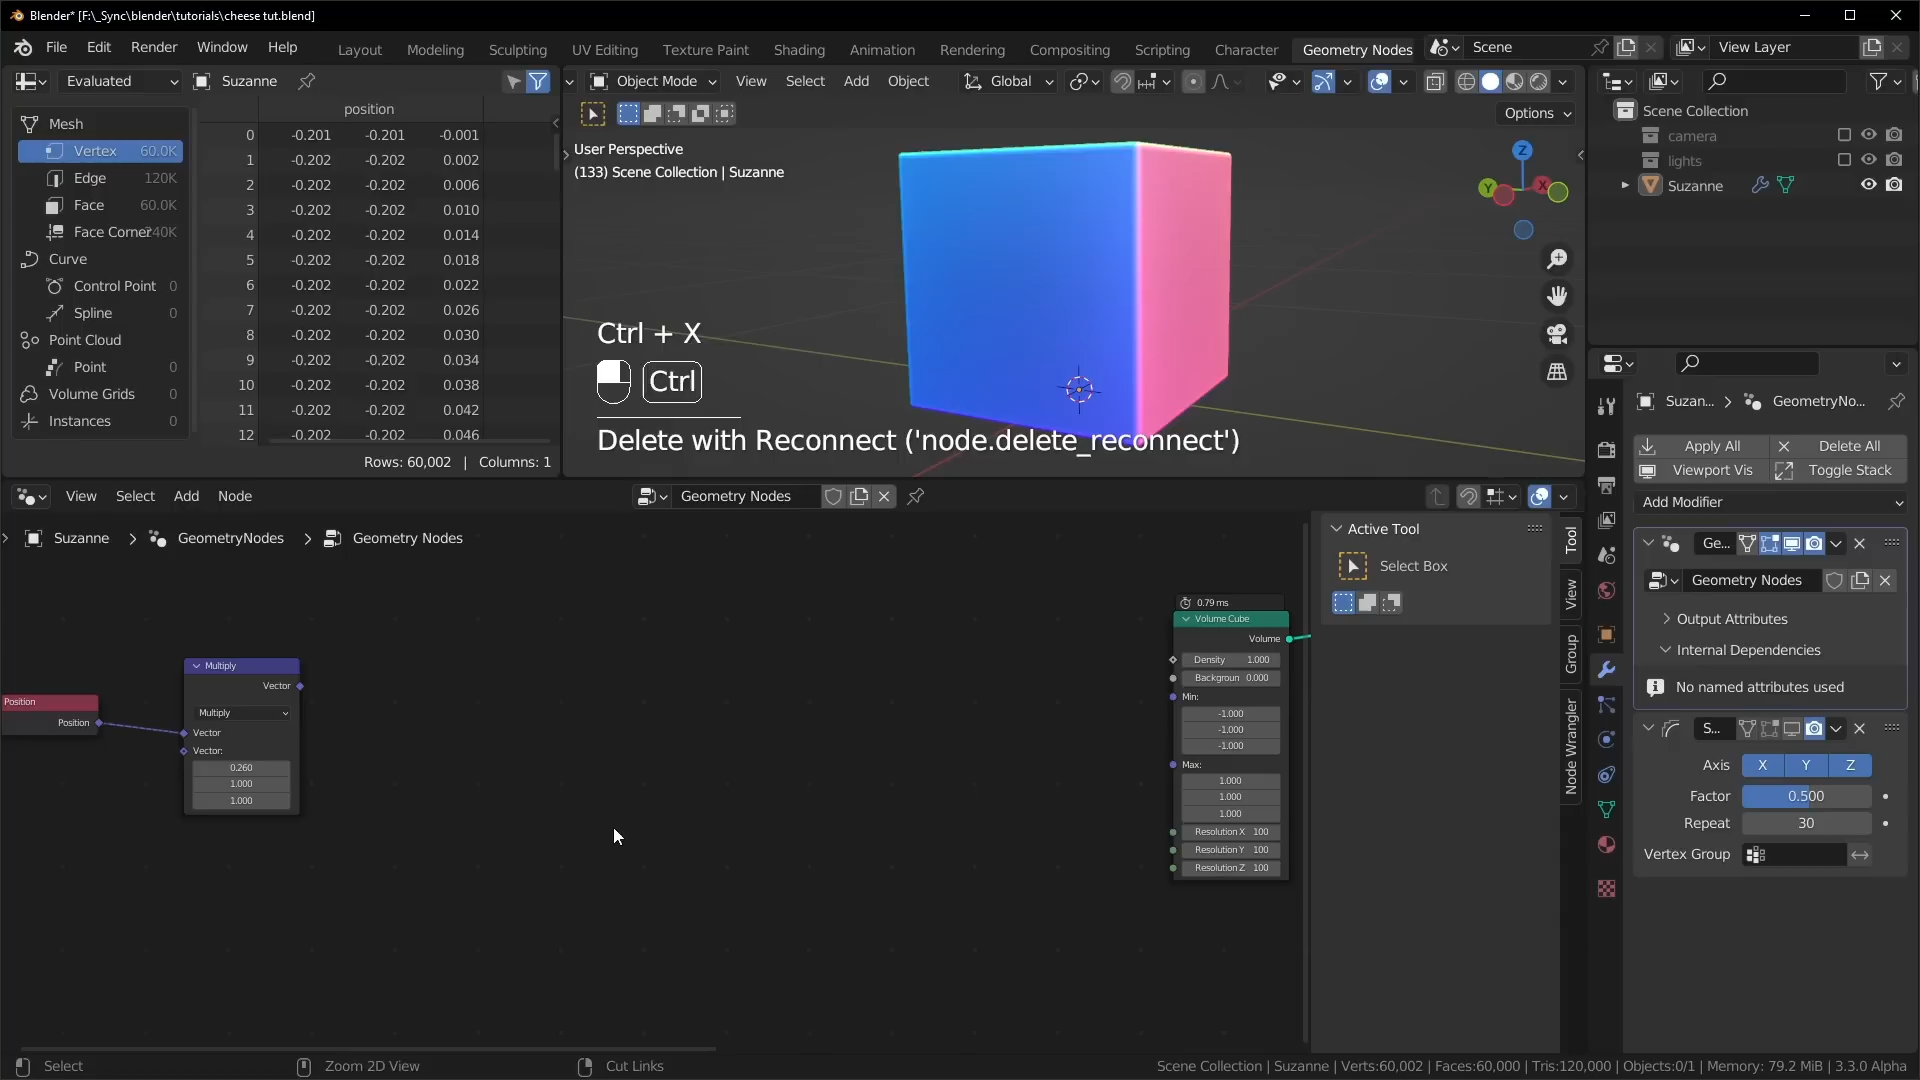 Blender* [F:\_Sync\blender\tutorials\cheese tut.blend]
File Edit Render Window Help
Layout Modeling Sculpting UV Editing Texture Paint Shading Animation Rendering Compositing Scripting Character Geometry Nodes
Scene
View Layer
Evaluated
Suzanne
Object Mode View Select Add Object
Global
Options
position
Mesh
Vertex 60.0K
Edge 120K
Face 60.0K
Face Corner 240K
Curve
Control Point 0
Spline 0
Point Cloud
Point 0
Volume Grids 0
Instances 0
0 -0.201 -0.201 -0.001
1 -0.202 -0.202 0.002
2 -0.202 -0.202 0.006
3 -0.202 -0.202 0.010
4 -0.202 -0.202 0.014
5 -0.202 -0.202 0.018
6 -0.202 -0.202 0.022
7 -0.202 -0.202 0.026
8 -0.202 -0.202 0.030
9 -0.202 -0.202 0.034
10 -0.202 -0.202 0.038
11 -0.202 -0.202 0.042
12 -0.202 -0.202 0.046
Rows: 60,002 | Columns: 1
User Perspective
(133) Scene Collection | Suzanne
Z
Y
X
Ctrl + X
Ctrl
Delete with Reconnect ('node.delete_reconnect')
Scene Collection
camera
lights
Suzanne
View Select Add Node
Geometry Nodes
Suzanne > GeometryNodes > Geometry Nodes
Position
Position
Multiply
Vector
Multiply
Vector
Vector:
0.260
1.000
1.000
0.79 ms
Volume Cube
Volume
Density 1.000
Backgroun 0.000
Min:
-1.000
-1.000
-1.000
Max:
1.000
1.000
1.000
Resolution X 100
Resolution Y 100
Resolution Z 100
Active Tool
Select Box
Tool
View
Group
Node Wrangler
Suzan... > GeometryNo...
Apply All
Delete All
Viewport Vis
Toggle Stack
Add Modifier
Ge...
Geometry Nodes
Output Attributes
Internal Dependencies
No named attributes used
S...
Axis X Y Z
Factor 0.500
Repeat 30
Vertex Group
Select
Zoom 2D View
Cut Links
Scene Collection | Suzanne | Verts:60,002 | Faces:60,000 | Tris:120,000 | Objects:0/1 | Memory: 79.2 MiB | 3.3.0 Alpha